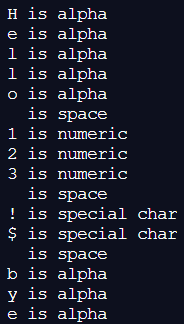 H is alpha
e is alpha
l is alpha
l is alpha
o is alpha
  is space
1 is numeric
2 is numeric
3 is numeric
  is space
! is special char
$ is special char
  is space
b is alpha
y is alpha
e is alpha